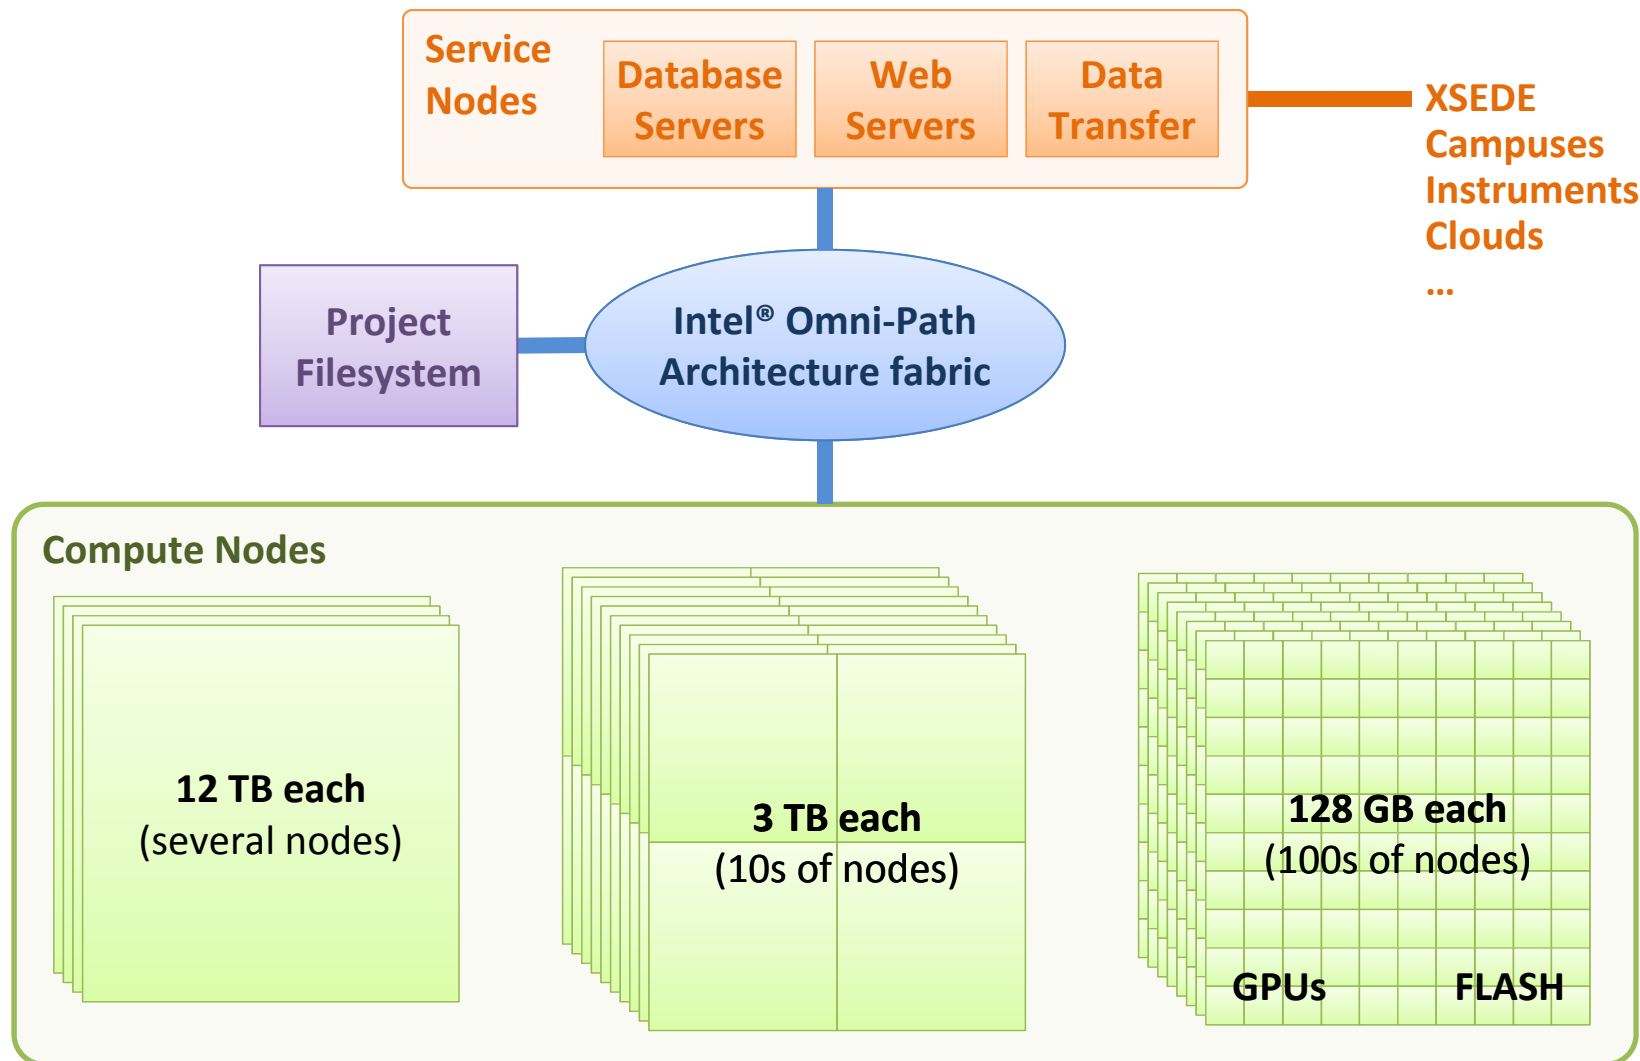 Service
Nodes
Database
Servers
Web
Servers
Data
Transfer
XSEDE
Campuses
Instruments
Clouds
...
Project
Filesystem
Intel® Omni-Path
Architecture fabric
Compute Nodes
12 TB each
(several nodes)
3 TB each
(10s of nodes)
128 GB each
(100s of nodes)
GPUs
FLASH